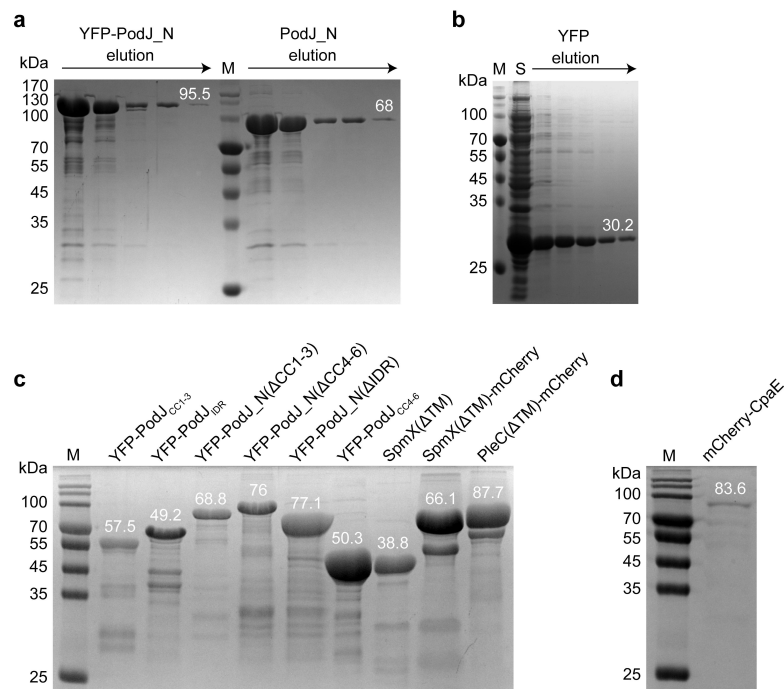 a
YFP-PodJ_N
elution
M
PodJ_N
elution
kDa
170
130
100
70
55
45
35
25
95.5
68
b
YFP
elution
M
S
kDa
100
70
55
45
35
25
30.2
c
M
YFP-PodJCC1-3
YFP-PodJIDR
YFP-PodJ_N(ΔCC1-3)
YFP-PodJ_N(ΔCC4-6)
YFP-PodJ_N(ΔIDR)
YFP-PodJCC4-6
SpmX(ΔTM)
SpmX(ΔTM)-mCherry
PleC(ΔTM)-mCherry
kDa
100
70
55
45
35
25
57.5
49.2
68.8
76
77.1
50.3
38.8
66.1
87.7
d
M
mCherry-CpaE
kDa
100
70
55
45
35
25
83.6